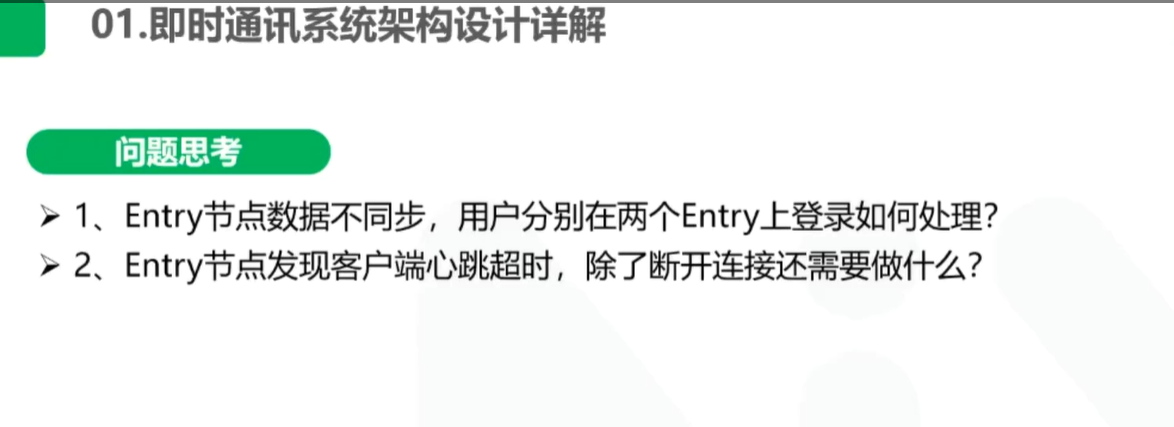 01.即时通讯系统架构设计详解
问题思考
➢ 1、Entry节点数据不同步，用户分别在两个Entry上登录如何处理？
➢ 2、Entry节点发现客户端心跳超时，除了断开连接还需要做什么？